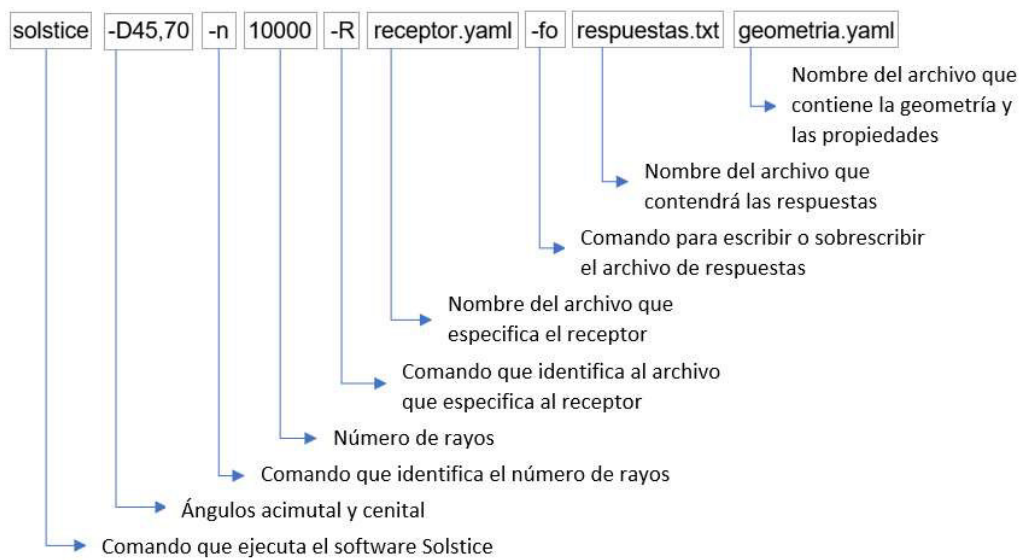 solstice -D45,70 -n 10000 -R receptor.yaml -fo respuestas.txt geometria.yaml
Nombre del archivo que
contiene la geometría y
las propiedades
Nombre del archivo que
contendrá las respuestas
Comando para escribir o sobrescribir
el archivo de respuestas
Nombre del archivo que
especifica el receptor
Comando que identifica al archivo
que especifica al receptor
Número de rayos
Comando que identifica el número de rayos
Ángulos acimutal y cenital
Comando que ejecuta el software Solstice